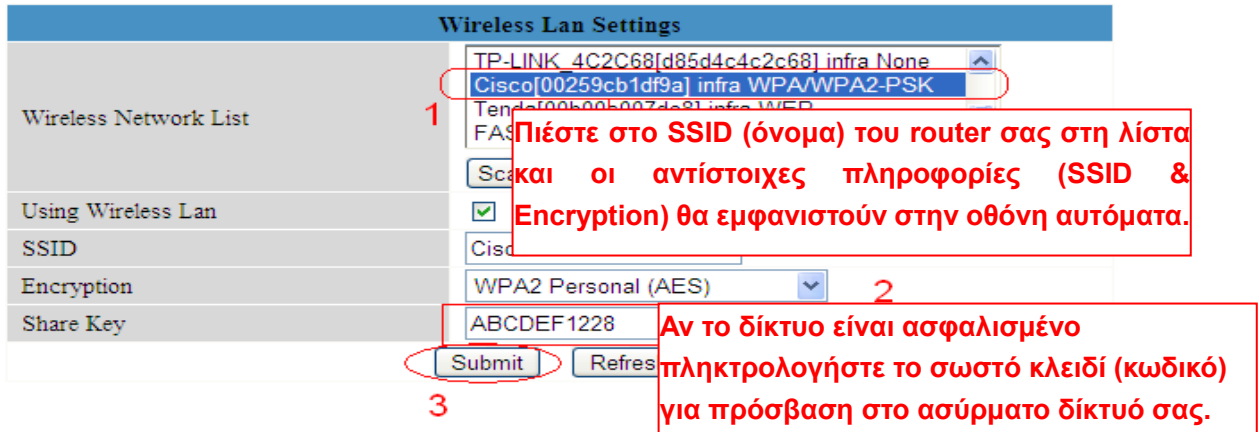 Wireless Lan Settings
Wireless Network List
1
TP-LINK_4C2C68[d85d4c4c2c68] infra None
Cisco[00259cb1df9a] infra WPA/WPA2-PSK
Πιέστε στο SSID (όνομα) του router σας στη λίστα
και οι αντίστοιχες πληροφορίες (SSID &
Encryption) θα εμφανιστούν στην οθόνη αυτόματα.
Using Wireless Lan
SSID
Encryption
WPA2 Personal (AES)
2
Share Key
ABCDEF1228
Αν το δίκτυο είναι ασφαλισμένο
πληκτρολογήστε το σωστό κλειδί (κωδικό)
για πρόσβαση στο ασύρματο δίκτυό σας.
Submit
3